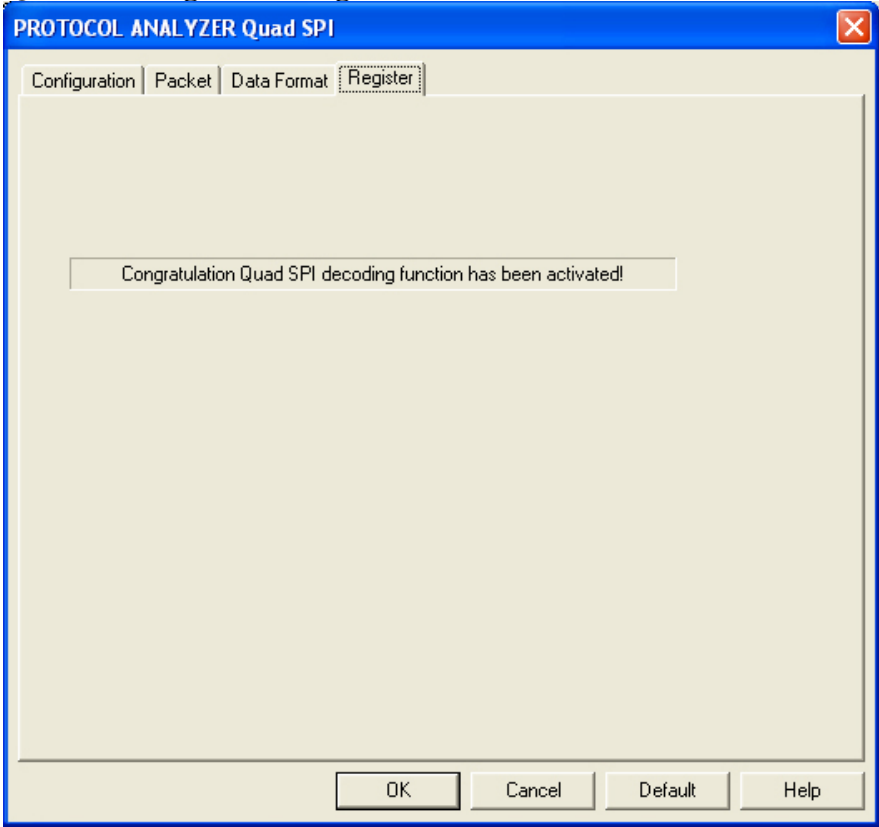 PROTOCOL ANALYZER Quad SPI
Configuration Packet Data Format Register
Congratulation Quad SPI decoding function has been activated!
OK Cancel Default Help